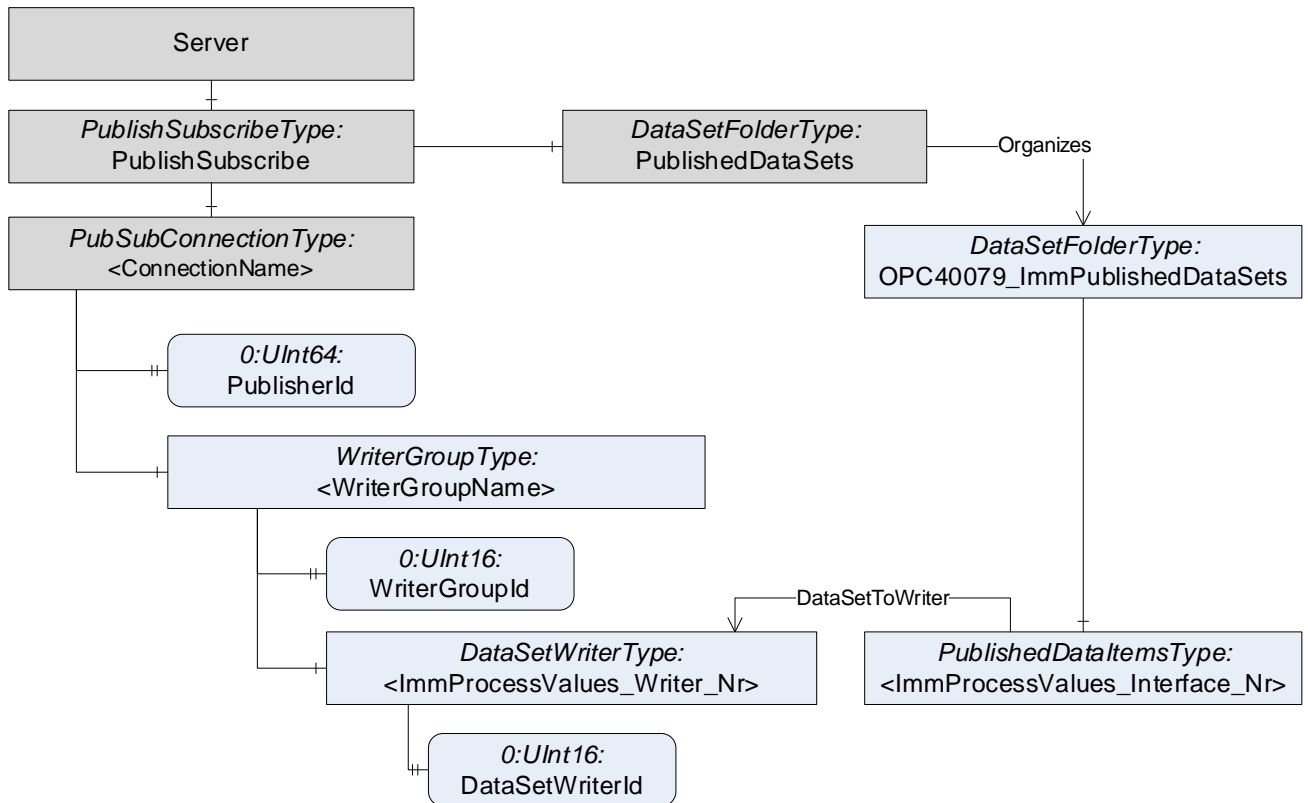 Server
PublishSubscribeType:
PublishSubscribe
DataSetFolderType:
PublishedDataSets
Organizes
PubSubConnectionType:
<ConnectionName>
DataSetFolderType:
OPC40079_ImmPublishedDataSets
0:UInt64:
PublisherId
WriterGroupType:
<WriterGroupName>
0:UInt16:
WriterGroupId
DataSetToWriter
DataSetWriterType:
<ImmProcessValues_Writer_Nr>
PublishedDataItemsType:
<ImmProcessValues_Interface_Nr>
0:UInt16:
DataSetWriterId